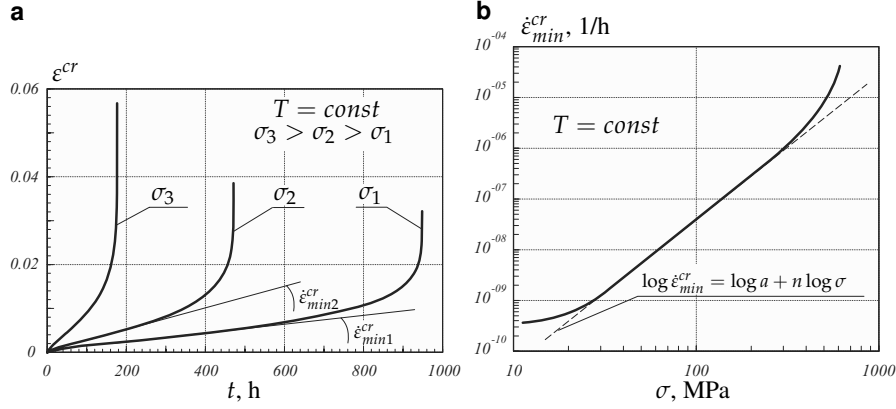 a
ε^cr
0.06
0.04
0.02
0
0
200
400
600
800
1000
t, h
T = const
σ₃ > σ₂ > σ₁
σ₃
σ₂
σ₁
ε̇^cr_min2
ε̇^cr_min1
b
ε̇^cr_min, 1/h
10^-04
10^-05
10^-06
10^-07
10^-08
10^-09
10^-10
10
100
1000
σ, MPa
T = const
log ε̇^cr_min = log a + n log σ